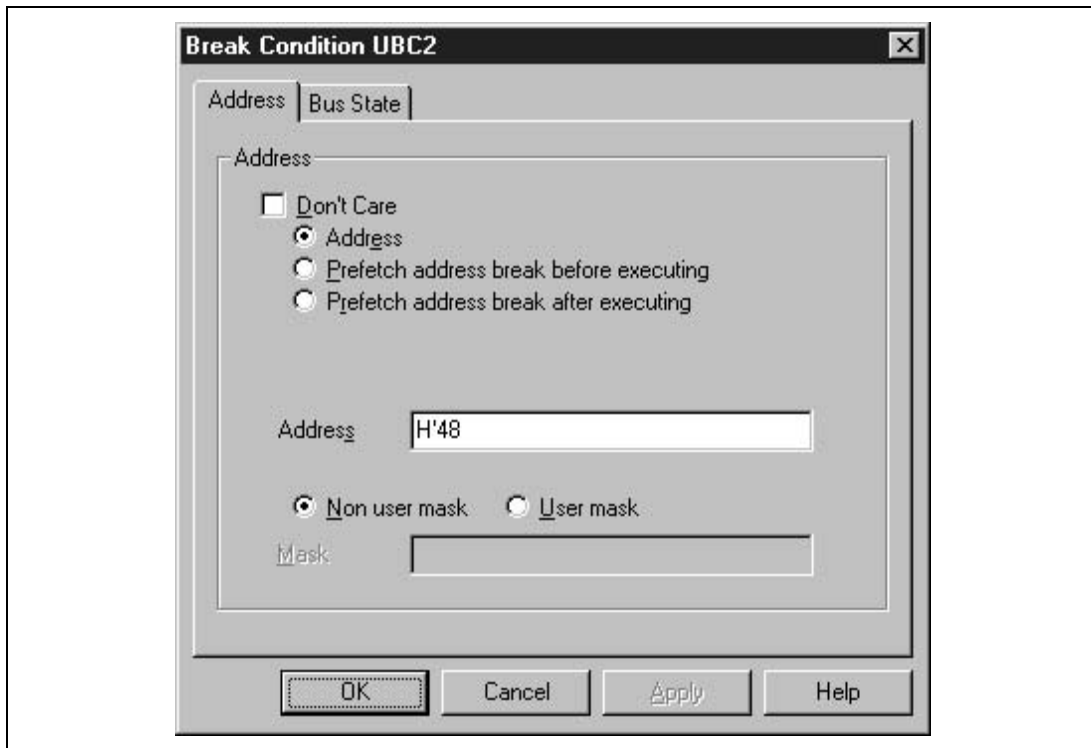 Break Condition UBC2
Address Bus State
Address
Don't Care
Address
Prefetch address break before executing
Prefetch address break after executing
Address H'48
Non user mask User mask
Mask
OK Cancel Apply Help